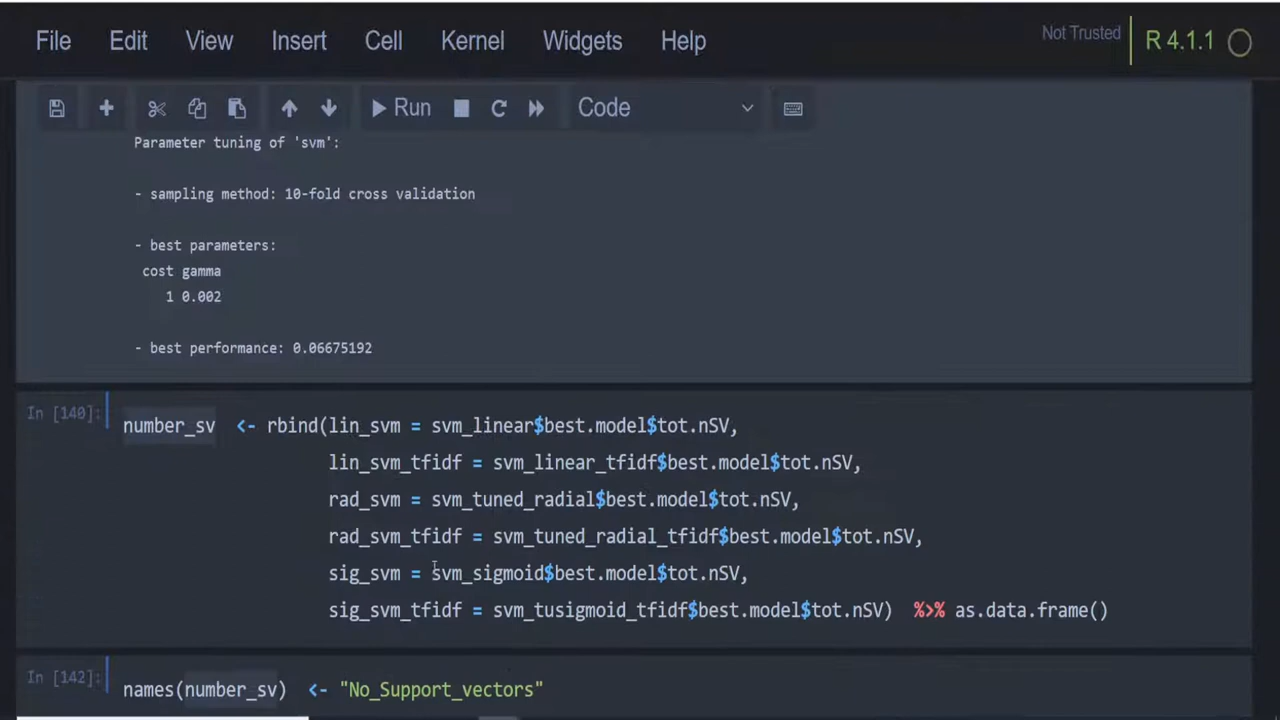 File Edit View Insert Cell Kernel Widgets Help Not Trusted R 4.1.1
Run Code
Parameter tuning of 'svm':
- sampling method: 10-fold cross validation
- best parameters:
cost gamma
1 0.002
- best performance: 0.06675192
In [140]: number_sv <- rbind(lin_svm = svm_linear$best.model$tot.nSV,
lin_svm_tfidf = svm_linear_tfidf$best.model$tot.nSV,
rad_svm = svm_tuned_radial$best.model$tot.nSV,
rad_svm_tfidf = svm_tuned_radial_tfidf$best.model$tot.nSV,
sig_svm = svm_sigmoid$best.model$tot.nSV,
sig_svm_tfidf = svm_tusigmoid_tfidf$best.model$tot.nSV) %>% as.data.frame()
In [142]: names(number_sv) <- "No_Support_vectors"